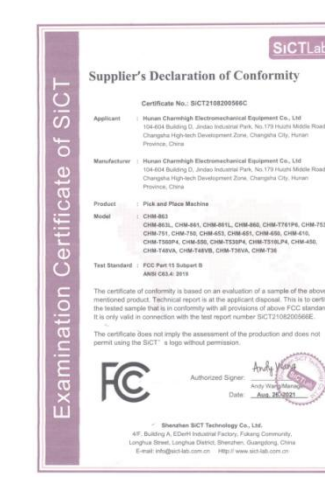 SiCTLab
Examination Certificate of SiCT
Supplier's Declaration of Conformity
Certificate No.: SiCT2108200566C
Applicant : Hunan Charmhigh Electromechanical Equipment Co., Ltd
104-604 Building D, Jindao Industrial Park, No.179 Huizhi Middle Road
Changsha High-tech Development Zone, Changsha City, Hunan
Province, China
Manufacturer : Hunan Charmhigh Electromechanical Equipment Co., Ltd
104-604 Building D, Jindao Industrial Park, No.179 Huizhi Middle Road
Changsha High-tech Development Zone, Changsha City, Hunan
Province, China
Product : Pick and Place Machine
Model : CHM-863
CHM-863L, CHM-861, CHM-861L, CHM-860, CHM-T761P6, CHM-753
CHM-751, CHM-750, CHM-653, CHM-651, CHM-650, CHM-610,
CHM-T560P4, CHM-550, CHM-T530P4, CHM-T510LP4, CHM-450,
CHM-T48VA, CHM-T48VB, CHM-T36VA, CHM-T36
Test Standard : FCC Part 15 Subpart B
ANSI C63.4: 2014
The certificate of conformity is based on an evaluation of a sample of the above
mentioned product. Technical report is at the applicant disposal. This is to certi
the tested sample that is in conformity with all provisions of above FCC standar
It is only valid in connection with the test report number SiCT2108200566E.
The certificate does not imply the assessment of the production and does not
permit using the SiCT' s logo without permission.
FC
Authorized Signer:
Andy Wang
Andy Wang/Manager
Date: Aug. 26, 2021
Shenzhen SiCT Technology Co., Ltd.
4/F, Building A, EDerH Industrial Factory, Fukang Community,
Longhua Street, Longhua District, Shenzhen, Guangdong, China
E-mail: info@sict-lab.com.cn Http:// www.sict-lab.com.cn